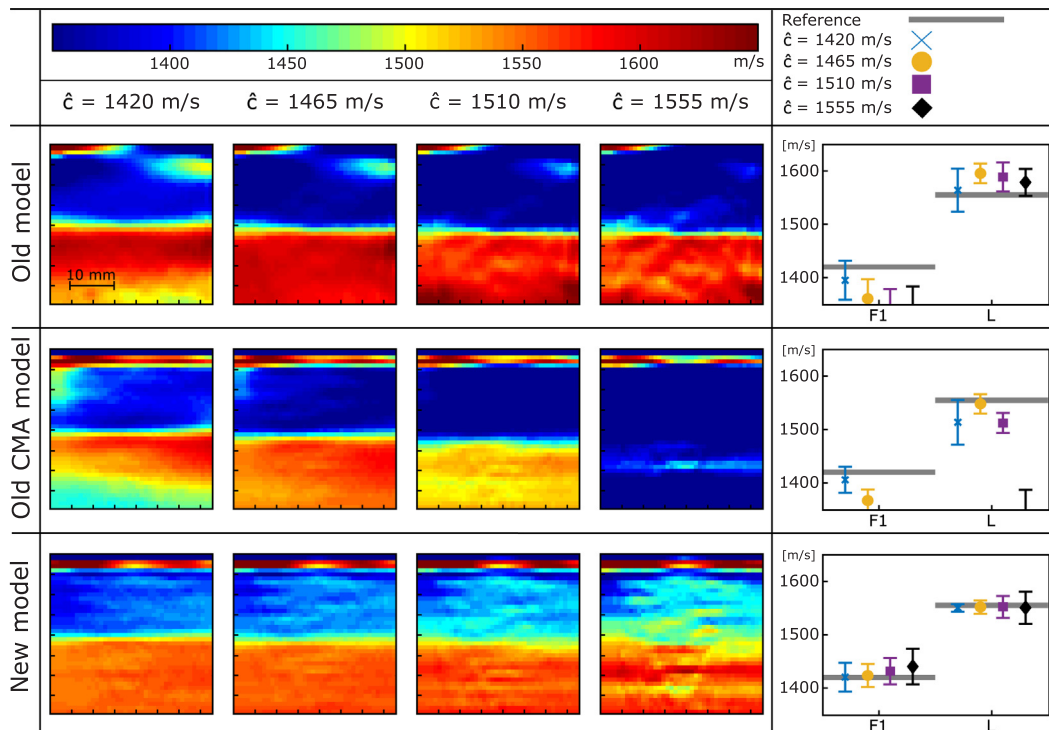 Reference
ĉ = 1420 m/s
ĉ = 1465 m/s
ĉ = 1510 m/s
ĉ = 1555 m/s
1400 1450 1500 1550 1600 m/s
ĉ = 1420 m/s ĉ = 1465 m/s ĉ = 1510 m/s ĉ = 1555 m/s
Old model
10 mm
[m/s]
1600
1500
1400
F1 L
Old CMA model
[m/s]
1600
1500
1400
F1 L
New model
[m/s]
1600
1500
1400
F1 L